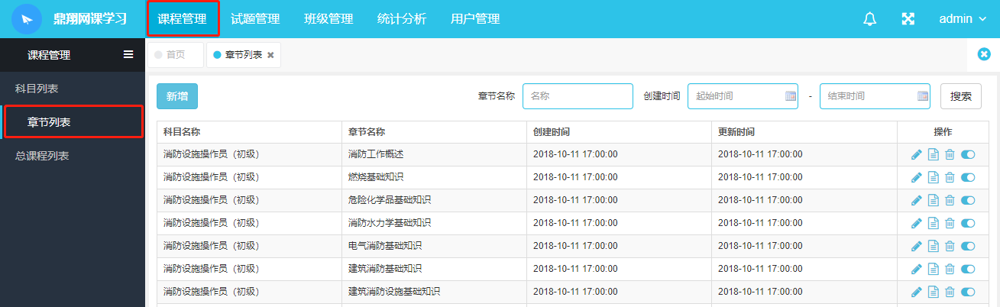 鼎翔网课学习 课程管理 试题管理 班级管理 统计分析 用户管理 admin
课程管理 首页 章节列表
科目列表
章节列表
总课程列表
新增 章节名称 名称 创建时间 起始时间 - 结束时间 搜索
科目名称 章节名称 创建时间 更新时间 操作
消防设施操作员（初级） 消防工作概述 2018-10-11 17:00:00 2018-10-11 17:00:00
消防设施操作员（初级） 燃烧基础知识 2018-10-11 17:00:00 2018-10-11 17:00:00
消防设施操作员（初级） 危险化学品基础知识 2018-10-11 17:00:00 2018-10-11 17:00:00
消防设施操作员（初级） 消防水力学基础知识 2018-10-11 17:00:00 2018-10-11 17:00:00
消防设施操作员（初级） 电气消防基础知识 2018-10-11 17:00:00 2018-10-11 17:00:00
消防设施操作员（初级） 建筑消防基础知识 2018-10-11 17:00:00 2018-10-11 17:00:00
消防设施操作员（初级） 建筑消防设施基础知识 2018-10-11 17:00:00 2018-10-11 17:00:00